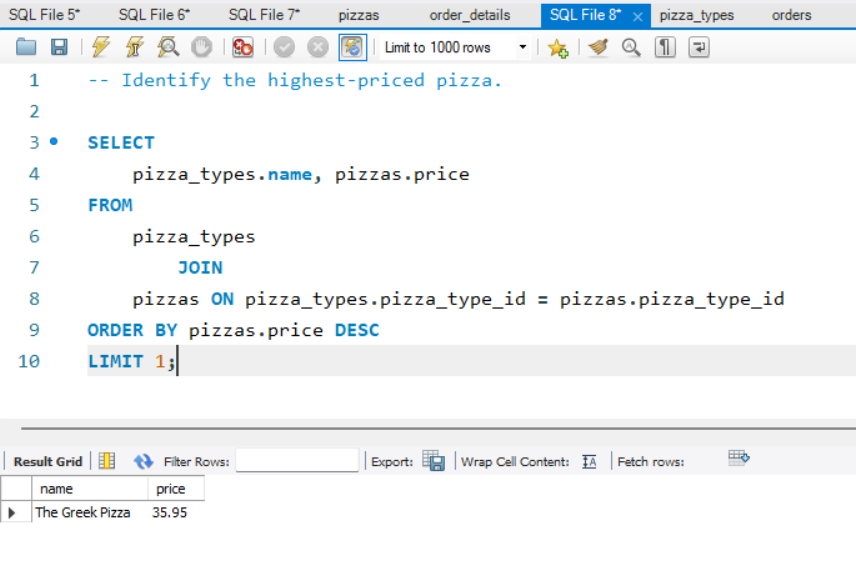 SQL File 5* SQL File 6* SQL File 7* pizzas order_details SQL File 8* × pizza_types orders
Limit to 1000 rows
1 -- Identify the highest-priced pizza.
2
3 SELECT
4 pizza_types.name, pizzas.price
5 FROM
6 pizza_types
7 JOIN
8 pizzas ON pizza_types.pizza_type_id = pizzas.pizza_type_id
9 ORDER BY pizzas.price DESC
10 LIMIT 1;
Result Grid Filter Rows: Export: Wrap Cell Content: IA Fetch rows:
name price
The Greek Pizza 35.95